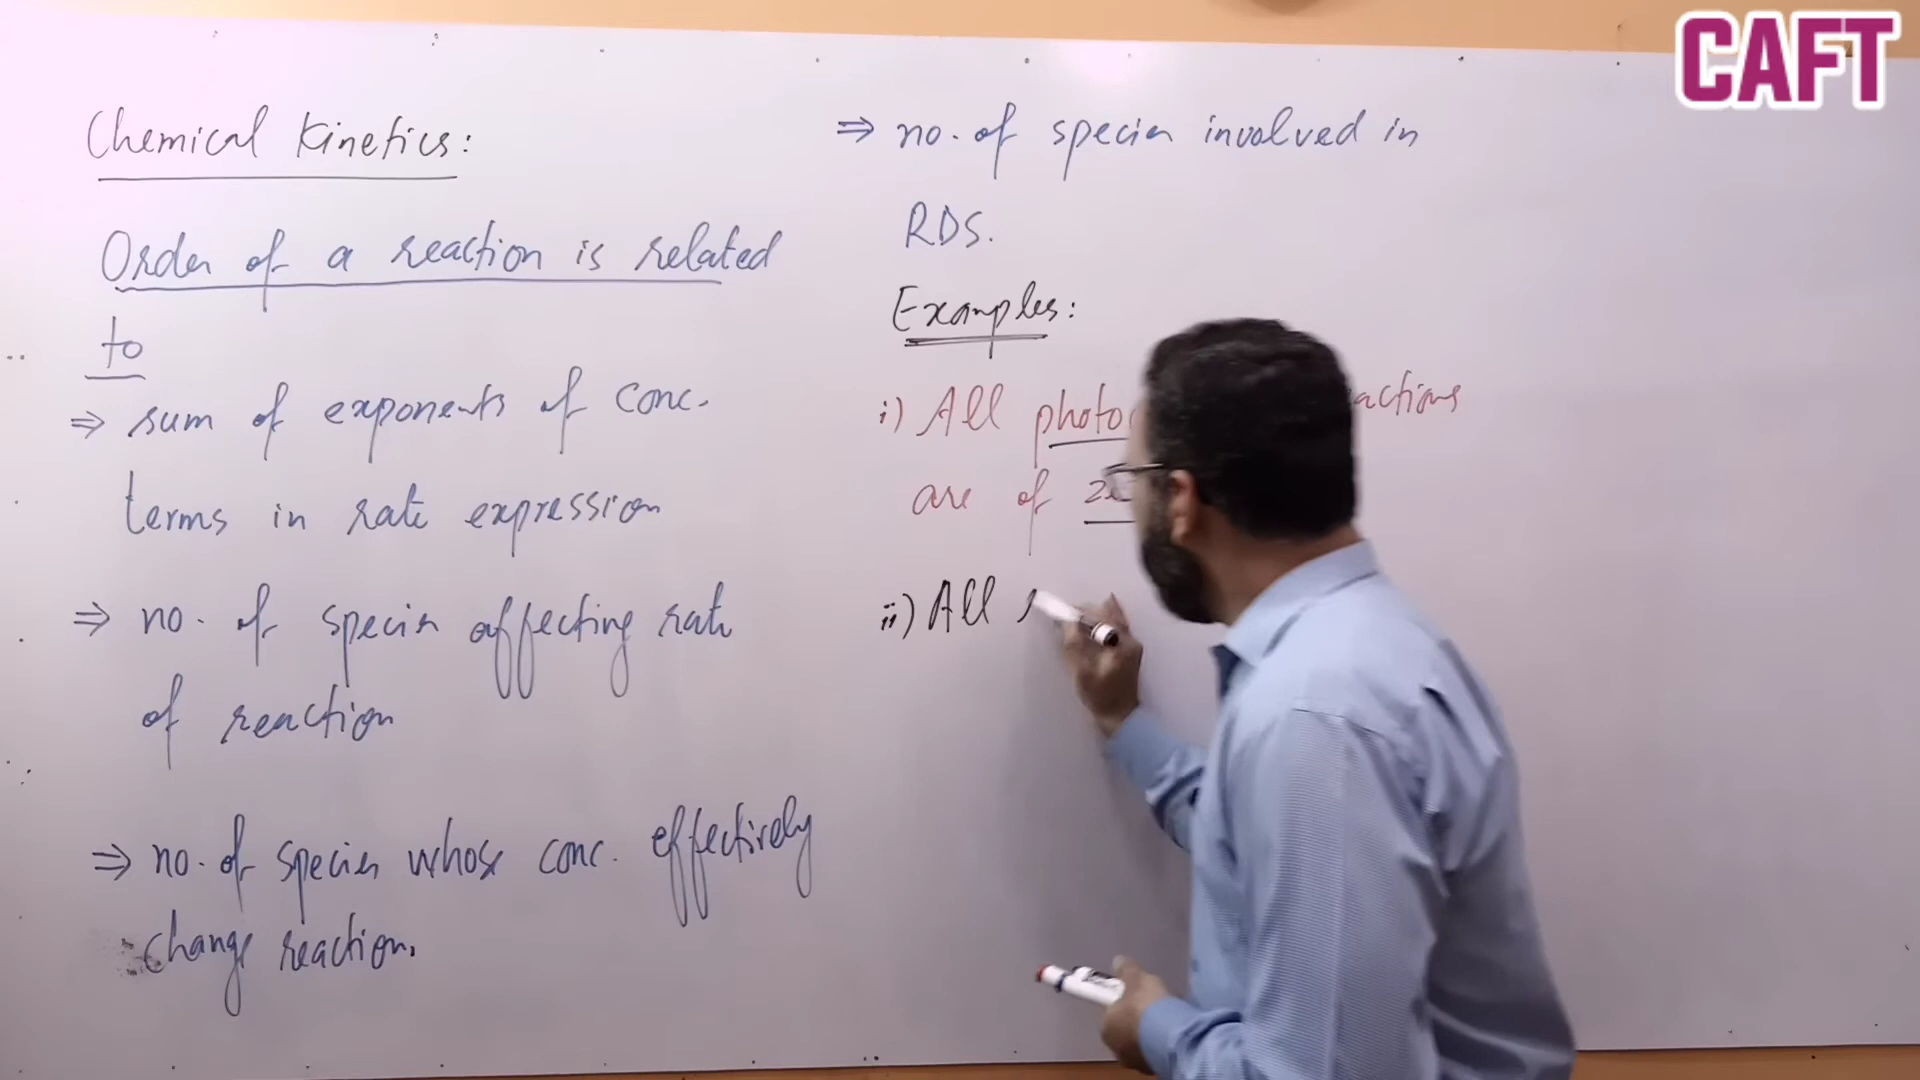 Chemical Kinetics:
Order of a reaction is related
to
⇒ sum of exponents of conc.
terms in rate expression
⇒ no. of species affecting rate
of reaction
⇒ no. of species whose conc. effectively
change reaction.
⇒ no. of species involved in
RDS.
Examples:
i) All photo actions
are of
ii) All
CAFT